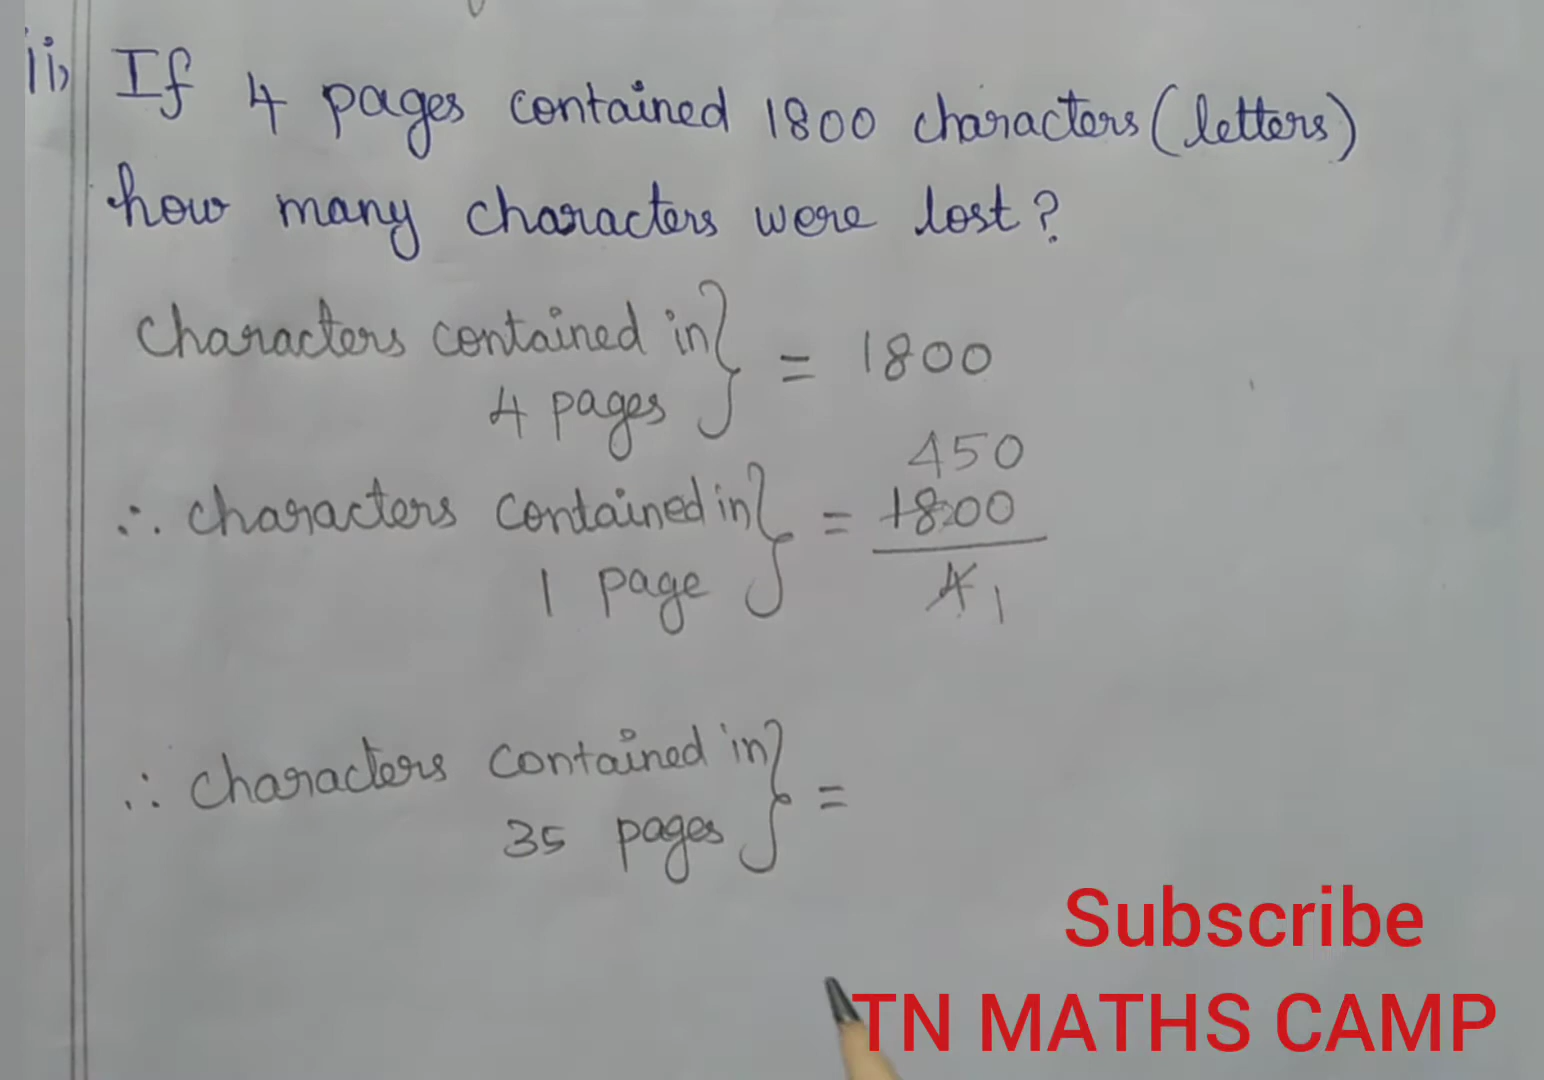 ii, If 4 pages contained 1800 characters (letters)
how many characters were lost?
characters contained in } = 1800
4 pages
450
∴ characters contained in } = 1800
1 page 4 1
∴ characters contained in } =
35 pages
Subscribe
TN MATHS CAMP